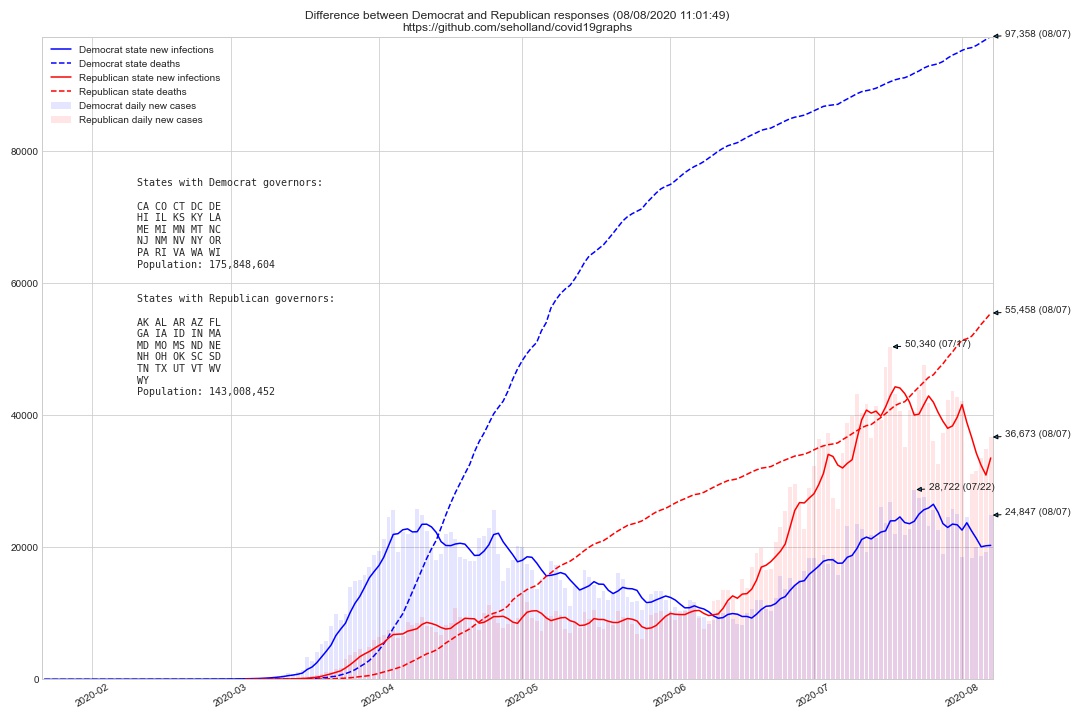 Difference between Democrat and Republican responses (08/08/2020 11:01:49)
https://github.com/seholland/covid19graphs
Democrat state new infections
Democrat state deaths
Republican state new infections
Republican state deaths
Democrat daily new cases
Republican daily new cases
States with Democrat governors:
CA CO CT DC DE
HI IL KS KY LA
ME MI MN MT NC
NJ NM NV NY OR
PA RI VA WA WI
Population: 175,848,604
States with Republican governors:
AK AL AR AZ FL
GA IA ID IN MA
MD MO MS ND NE
NH OH OK SC SD
TN TX UT VT WV
WY
Population: 143,008,452
97,358 (08/07)
55,458 (08/07)
50,340 (07/17)
36,673 (08/07)
28,722 (07/22)
24,847 (08/07)
80000
60000
40000
20000
0
2020-02
2020-03
2020-04
2020-05
2020-06
2020-07
2020-08